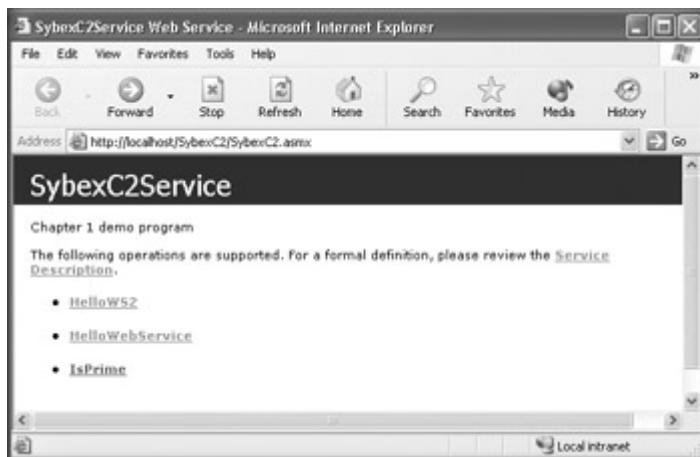 SybexC2Service Web Service - Microsoft Internet Explorer
File Edit View Favorites Tools Help
Back Forward Stop Refresh Home Search Favorites Media History
Address http://localhost/SybexC2/SybexC2.asmx Go
SybexC2Service
Chapter 1 demo program
The following operations are supported. For a formal definition, please review the Service
Description.
HelloWS2
HelloWebService
IsPrime
Local intranet